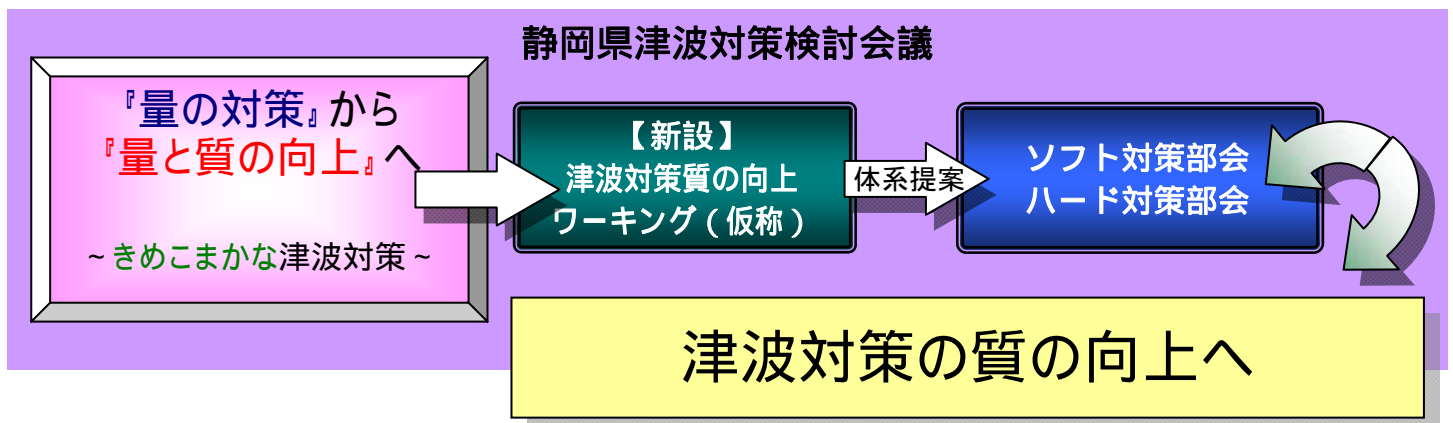 静岡県津波対策検討会議
『量の対策』から
『量と質の向上』へ
~きめこまかな津波対策~
【新設】
津波対策質の向上
ワーキング(仮称)
体系提案
ソフト対策部会
ハード対策部会
津波対策の質の向上へ